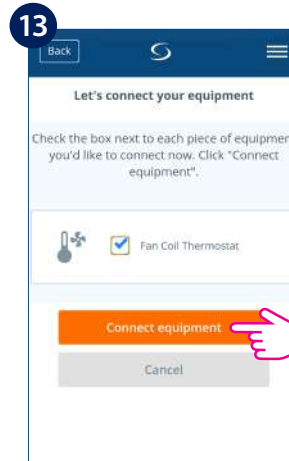 13
Back
Let's connect your equipment
Check the box next to each piece of equipmen
you'd like to connect now. Click "Connect
equipment".
Fan Coil Thermostat
Connect equipment
Cancel